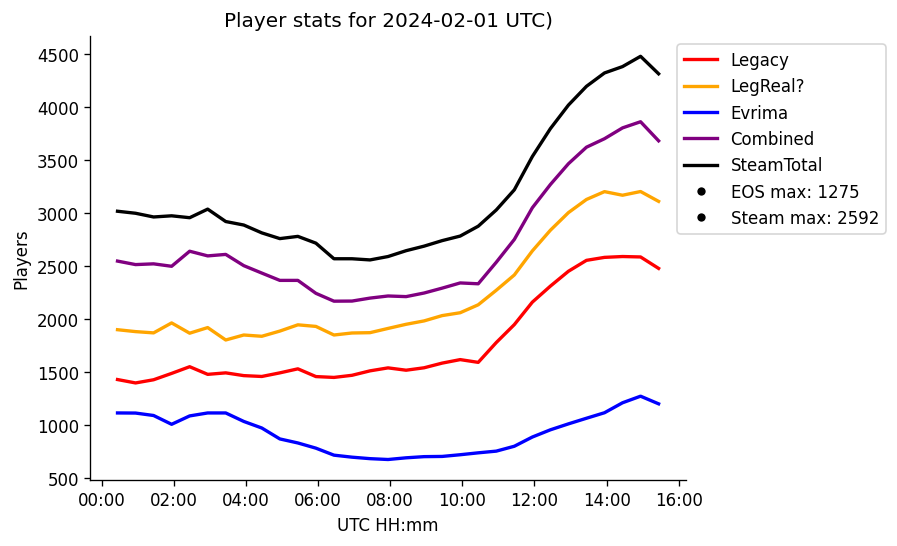 Player stats for 2024-02-01 UTC)
4500
4000
3500
3000
2500
2000
1500
1000
500
Players
00:00 02:00 04:00 06:00 08:00 10:00 12:00 14:00 16:00
UTC HH:mm
Legacy
LegReal?
Evrima
Combined
SteamTotal
EOS max: 1275
Steam max: 2592